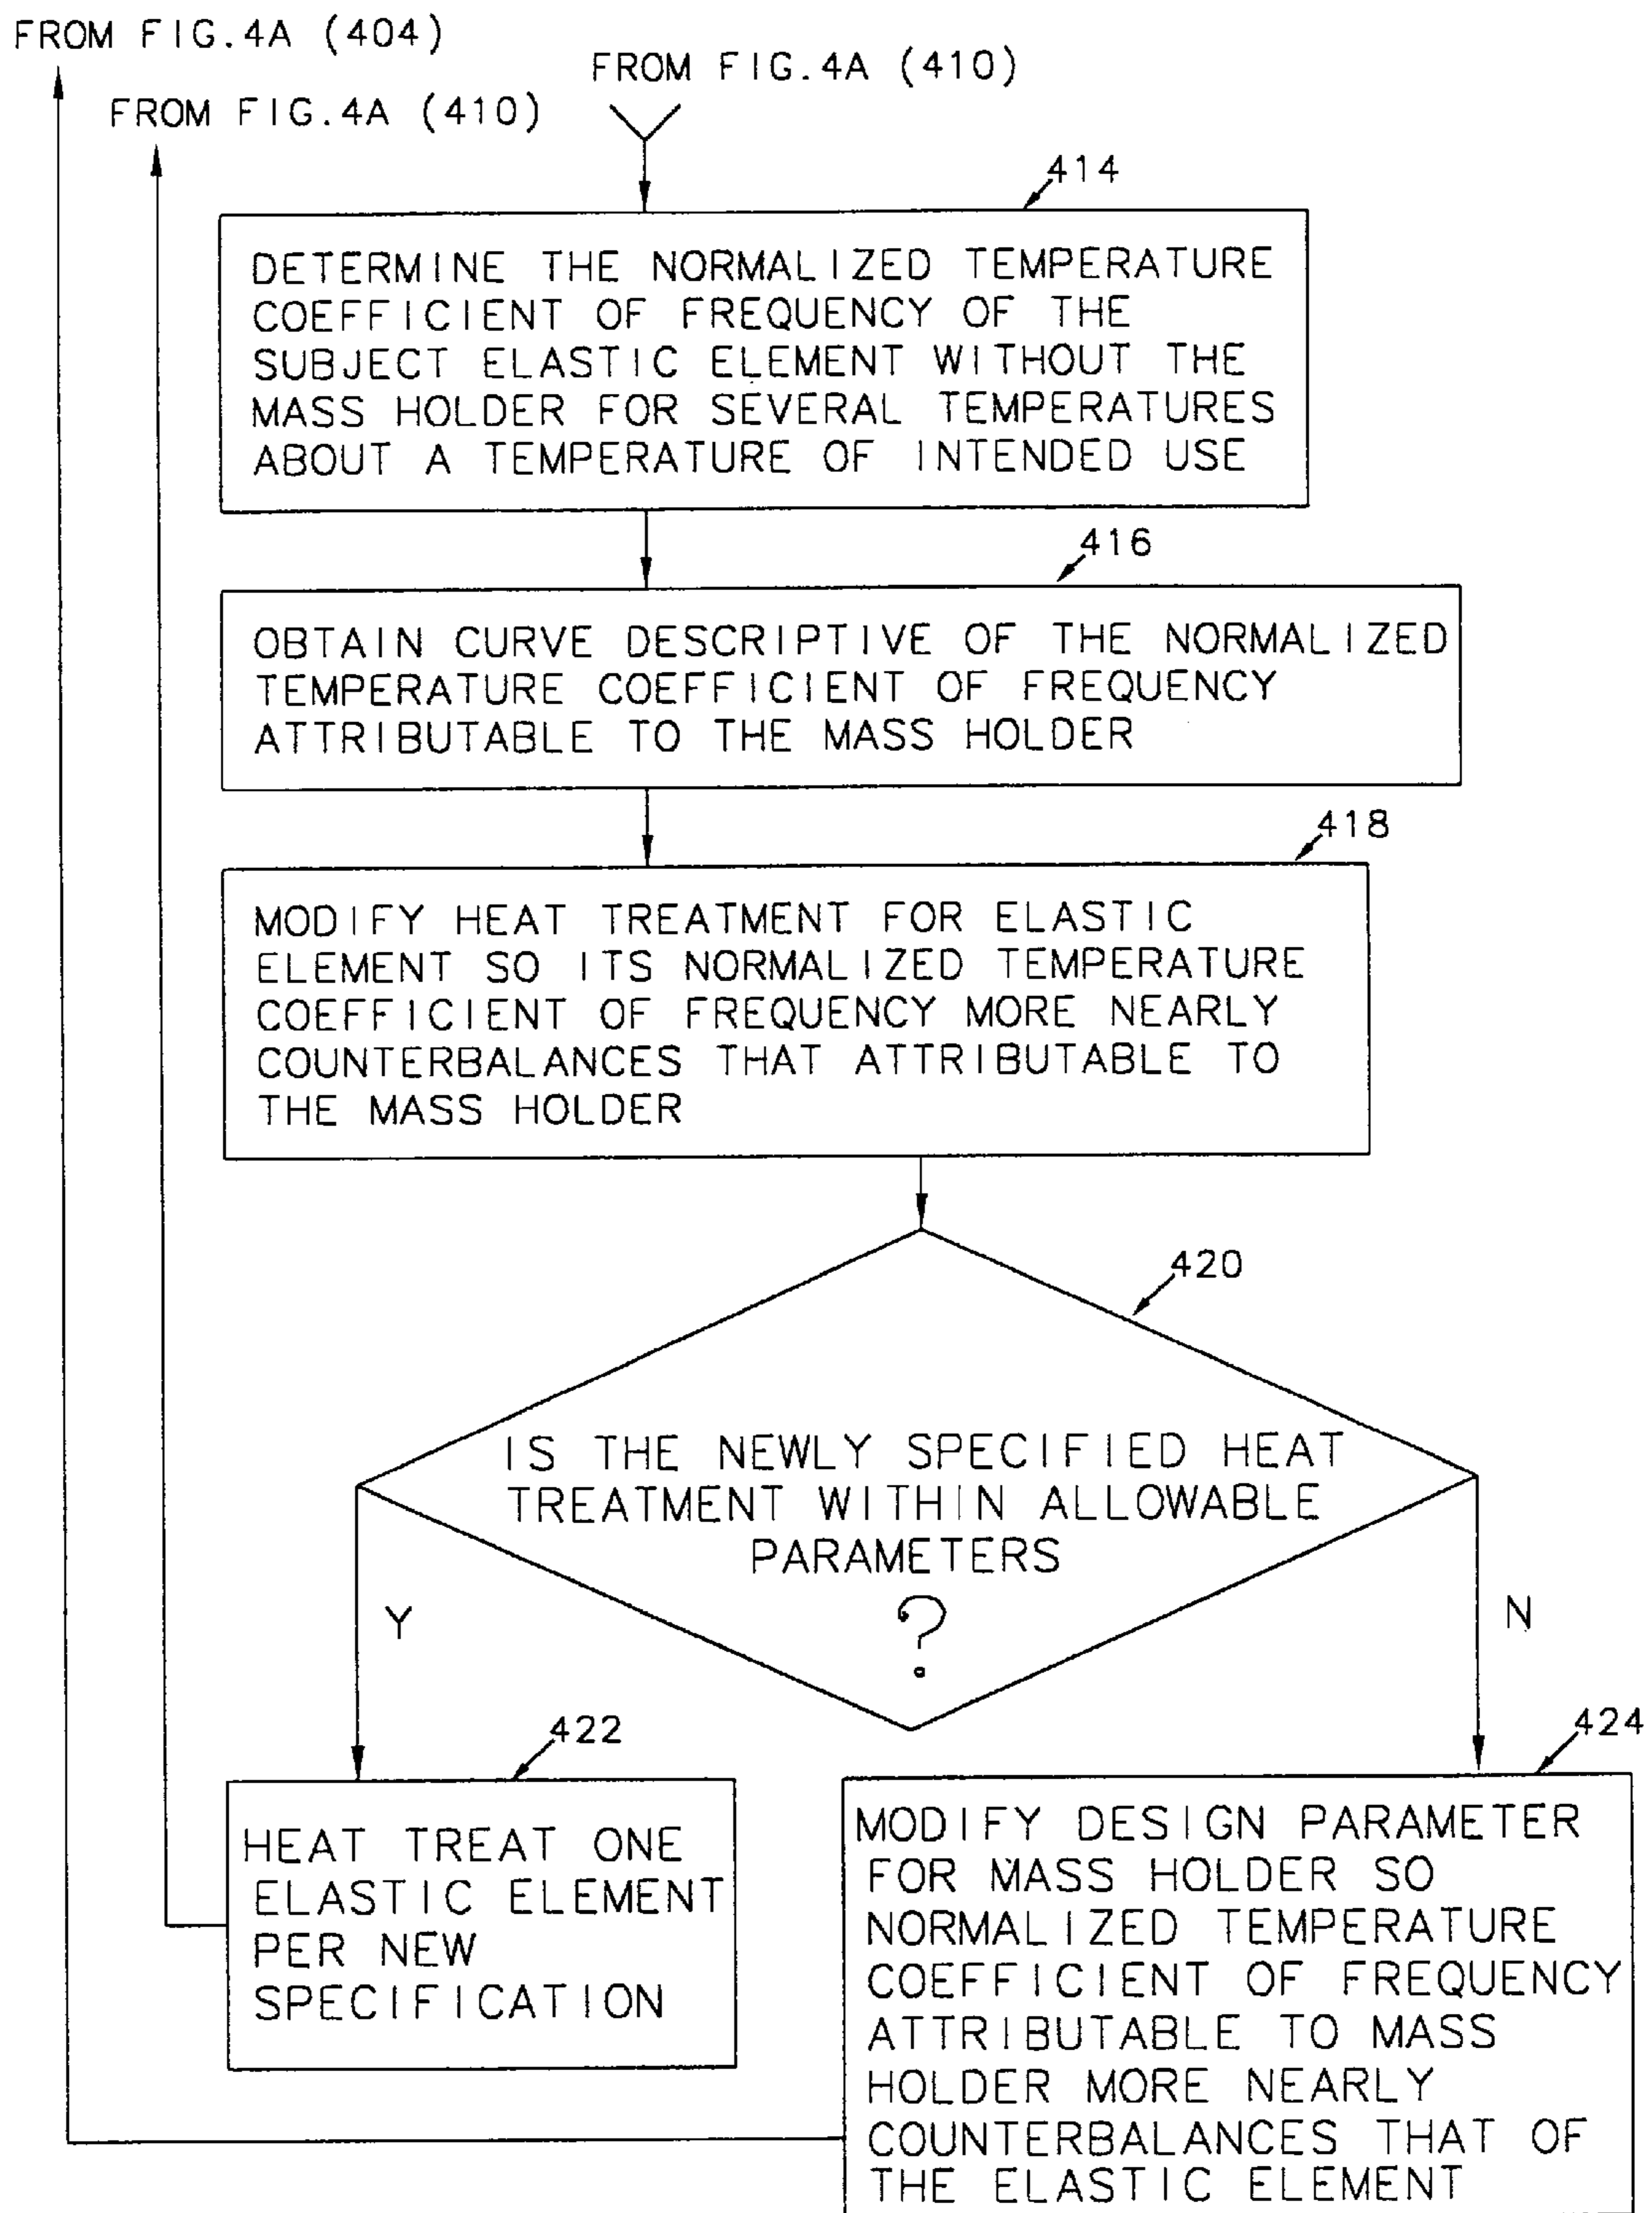 FROM FIG.4A (404)
FROM FIG.4A (410)
FROM FIG.4A (410)
414
DETERMINE THE NORMALIZED TEMPERATURE
COEFFICIENT OF FREQUENCY OF THE
SUBJECT ELASTIC ELEMENT WITHOUT THE
MASS HOLDER FOR SEVERAL TEMPERATURES
ABOUT A TEMPERATURE OF INTENDED USE
416
OBTAIN CURVE DESCRIPTIVE OF THE NORMALIZED
TEMPERATURE COEFFICIENT OF FREQUENCY
ATTRIBUTABLE TO THE MASS HOLDER
418
MODIFY HEAT TREATMENT FOR ELASTIC
ELEMENT SO ITS NORMALIZED TEMPERATURE
COEFFICIENT OF FREQUENCY MORE NEARLY
COUNTERBALANCES THAT ATTRIBUTABLE TO
THE MASS HOLDER
420
IS THE NEWLY SPECIFIED HEAT
TREATMENT WITHIN ALLOWABLE
PARAMETERS
?
Y
N
422
HEAT TREAT ONE
ELASTIC ELEMENT
PER NEW
SPECIFICATION
424
MODIFY DESIGN PARAMETER
FOR MASS HOLDER SO
NORMALIZED TEMPERATURE
COEFFICIENT OF FREQUENCY
ATTRIBUTABLE TO MASS
HOLDER MORE NEARLY
COUNTERBALANCES THAT OF
THE ELASTIC ELEMENT